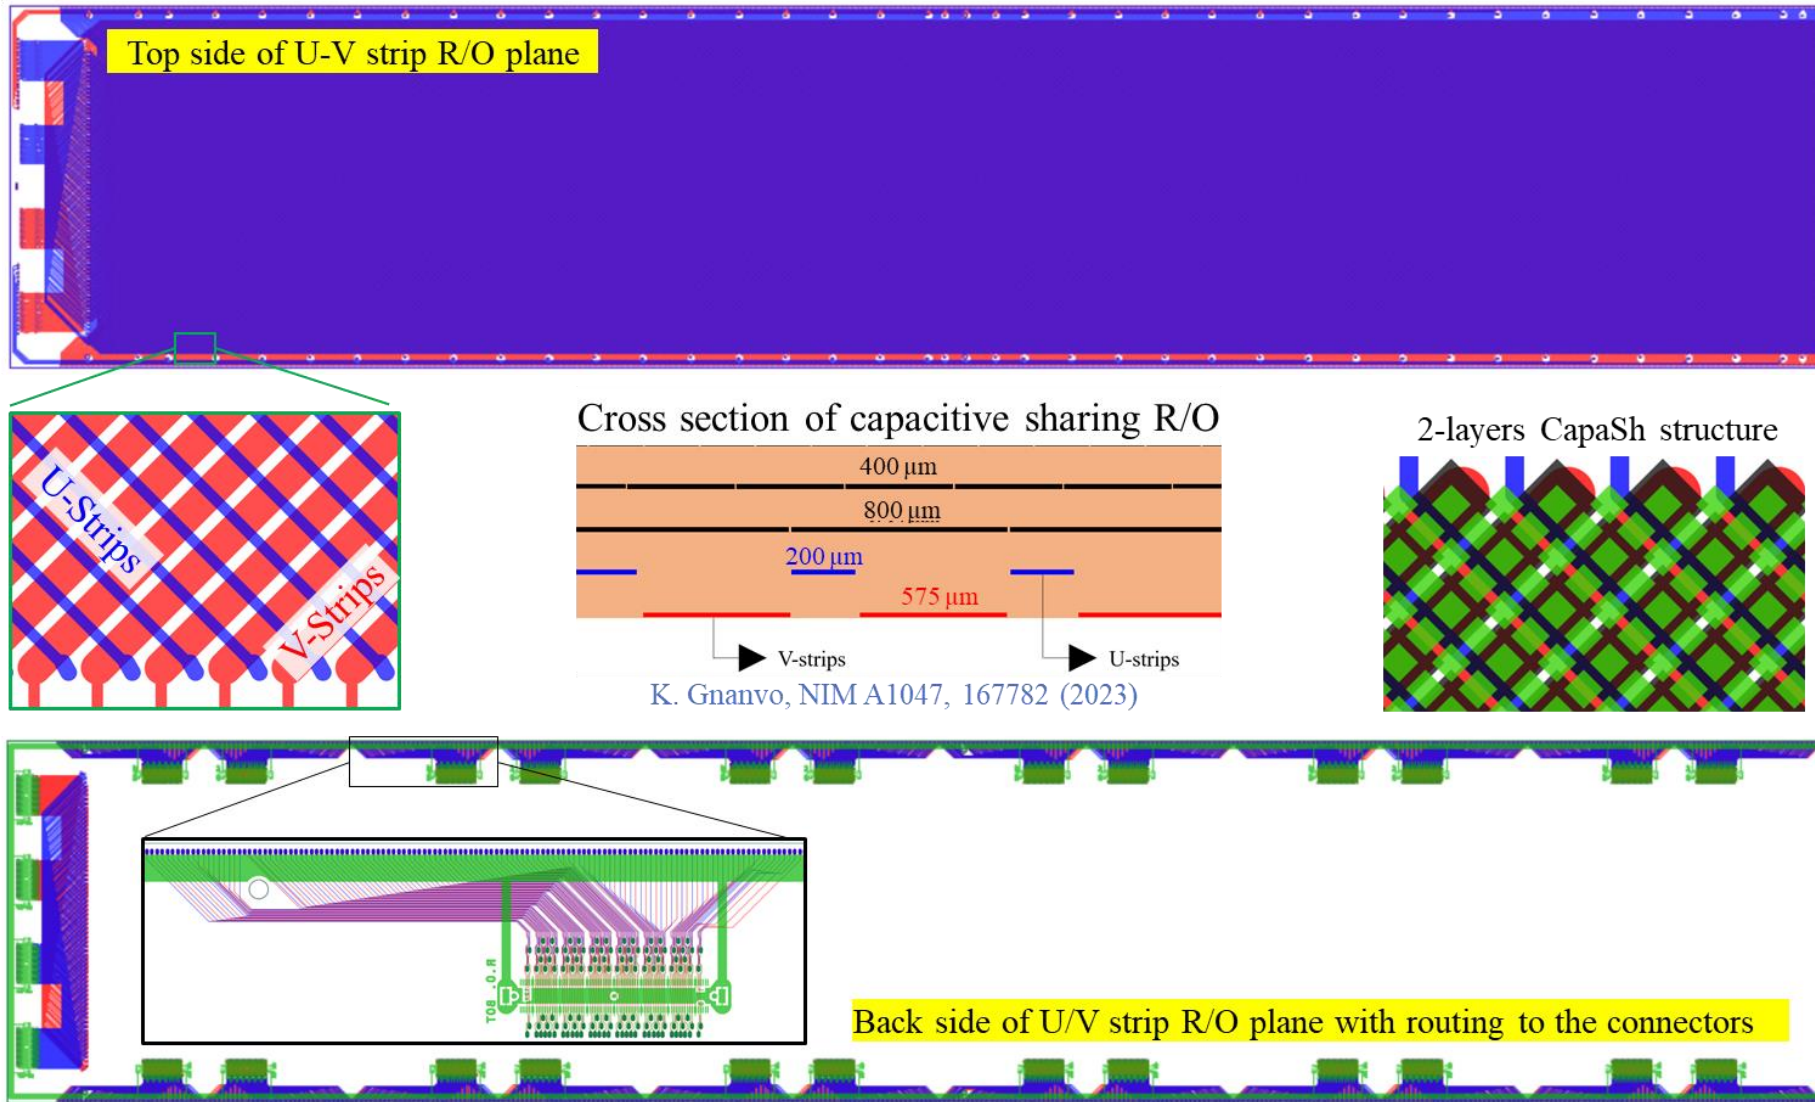 Top side of U-V strip R/O plane
U-Strips
V-Strips
Cross section of capacitive sharing R/O
400 µm
800 µm
200 µm
575 µm
V-strips
U-strips
K. Gnanvo, NIM A1047, 167782 (2023)
2-layers CapaSh structure
R.O. BOT
Back side of U/V strip R/O plane with routing to the connectors